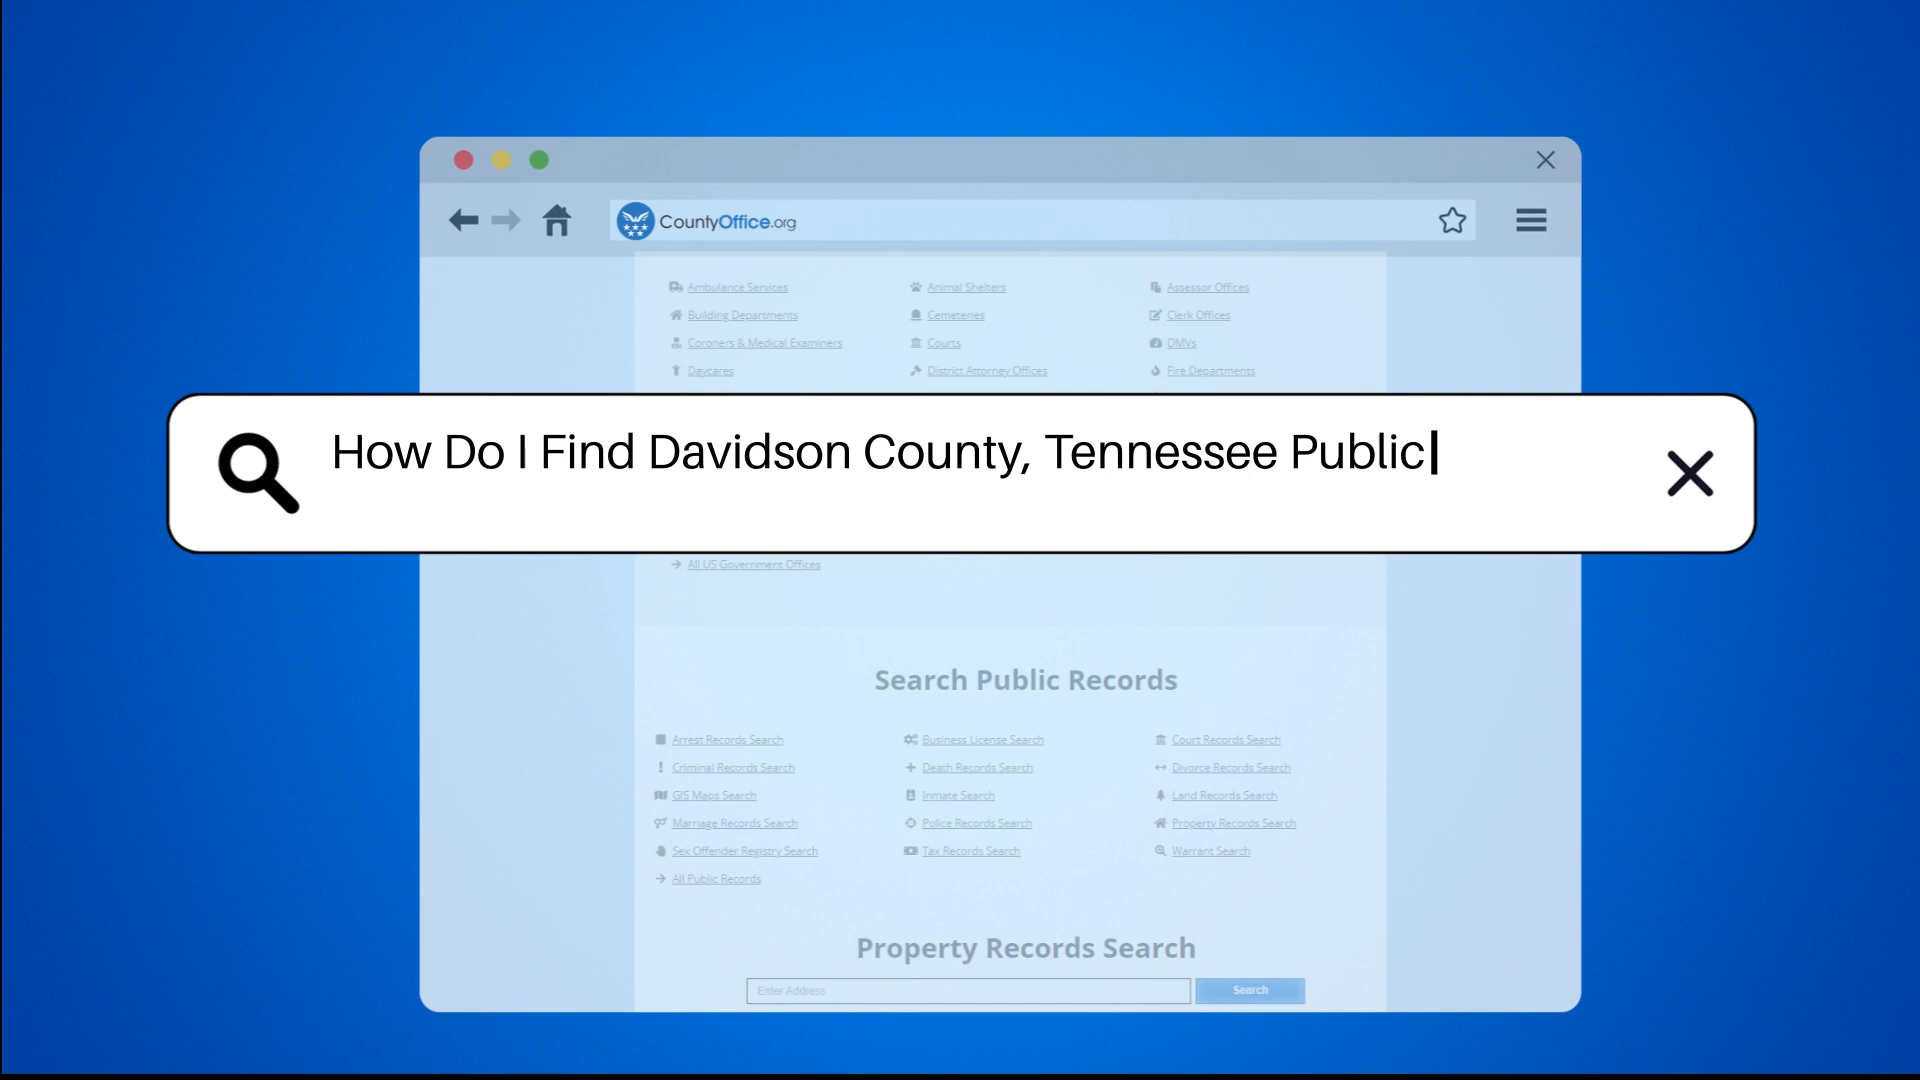 CountyOffice.org
Ambulance Services Animal Shelters Assessor Offices
Building Departments Cemeteries Clerk Offices
Coroners & Medical Examiners Courts DMVs
Daycares District Attorney Offices Fire Departments
How Do I Find Davidson County, Tennessee Public
All US Government Offices
Search Public Records
Arrest Records Search Business License Search Court Records Search
Criminal Records Search Death Records Search Divorce Records Search
GIS Maps Search Inmate Search Land Records Search
Marriage Records Search Police Records Search Property Records Search
Sex Offender Registry Search Tax Records Search Warrant Search
All Public Records
Property Records Search
Enter Address Search